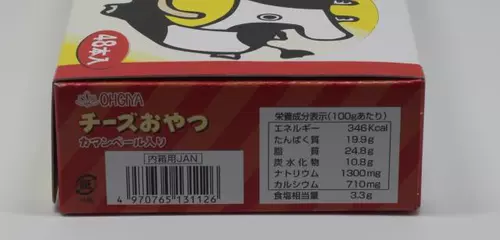 48本入
OHGIYA
チーズおやつ
カマンベール入り
内箱用JAN
4 970765 131126
栄養成分表示(100gあたり)
エネルギー 346Kcal
たんぱく質 19.9g
脂質 24.8g
炭水化物 10.8g
ナトリウム 1300mg
カルシウム 710mg
食塩相当量 3.3g